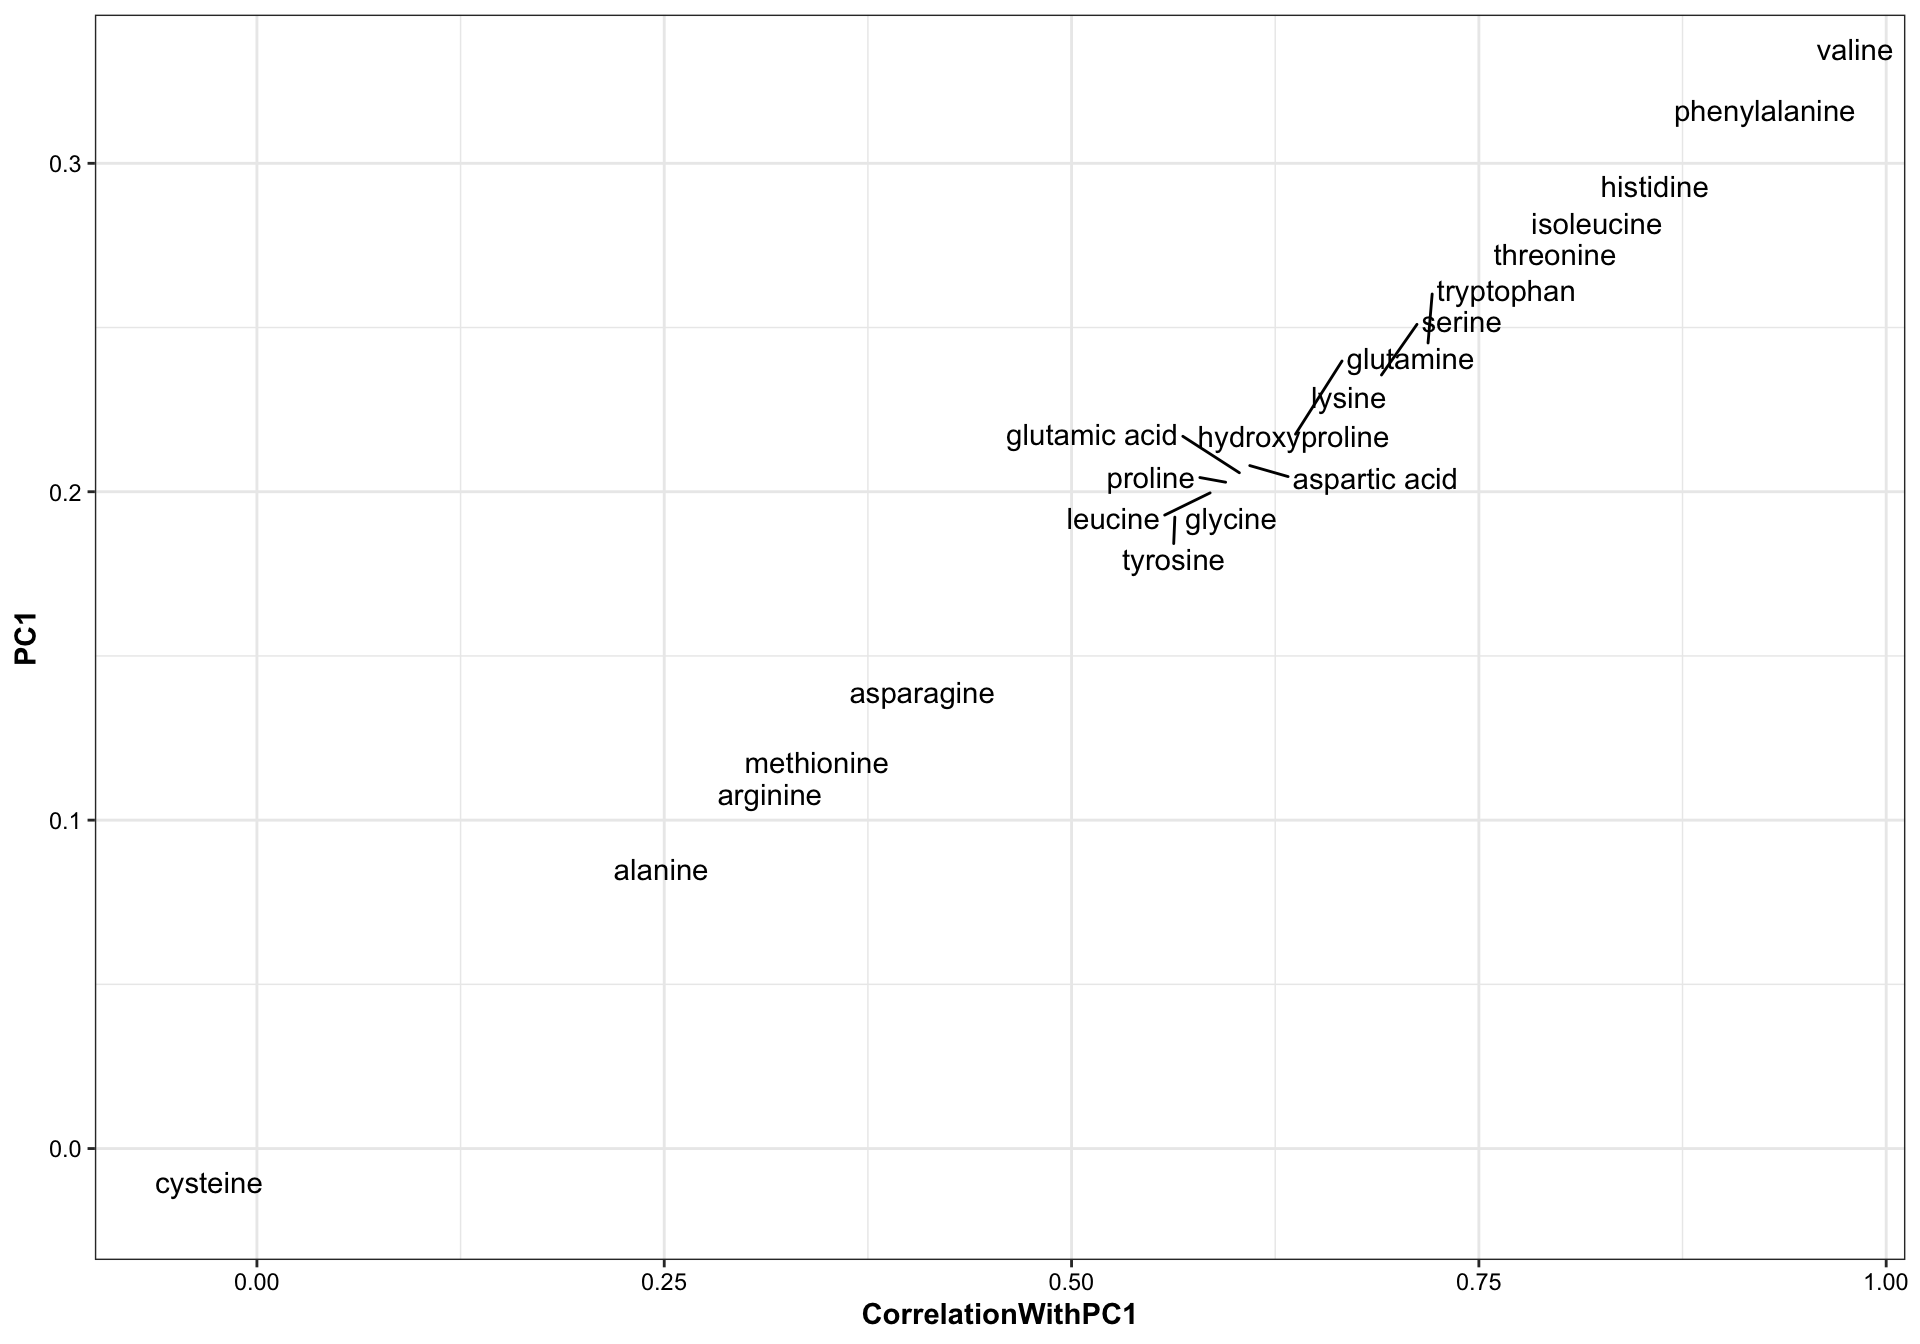 valine
phenylalanine
0.3
histidine
isoleucine
threonine
tryptophan
serine
glutamine
lysine
glutamic acid
hydroxyproline
proline
aspartic acid
0.2
leucine
glycine
tyrosine
PC1
asparagine
methionine
arginine
0.1
alanine
0.0
cysteine
0.00
0.25
0.50
0.75
1.00
CorrelationWithPC1